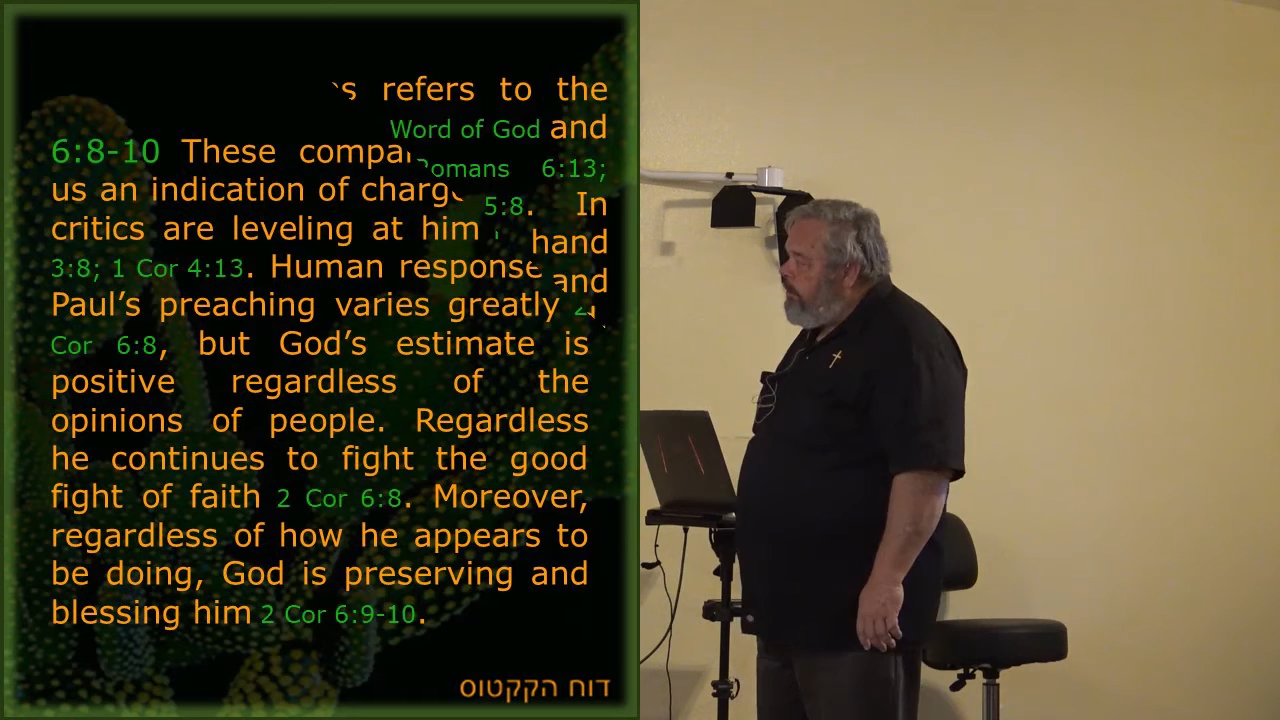 refers to the
Word of God and
6:13;
5:8. In
hand
and
6:8-10 These
us an indication of
critics are leveling at him
3:8; 1 Cor 4:13. Human
Paul’s preaching varies greatly
Cor 6:8, but God’s estimate is
positive regardless of the
opinions of people. Regardless
he continues to fight the good
fight of faith 2 Cor 6:8. Moreover,
regardless of how he appears to
be doing, God is preserving and
blessing him 2 Cor 6:9-10.
דוח הקקטוס